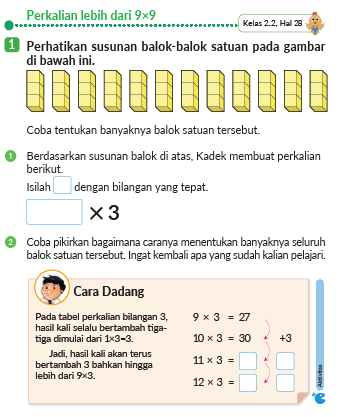 Perkalian lebih dari 9×9
Kelas 2.2, Hal 28
1 Perhatikan susunan balok-balok satuan pada gambar
di bawah ini.
Coba tentukan banyaknya balok satuan tersebut.
1 Berdasarkan susunan balok di atas, Kadek membuat perkalian
berikut.
Isilah dengan bilangan yang tepat.
× 3
2 Coba pikirkan bagaimana caranya menentukan banyaknya seluruh
balok satuan tersebut. Ingat kembali apa yang sudah kalian pelajari.
Cara Dadang
Pada tabel perkalian bilangan 3,
hasil kali selalu bertambah tiga-
tiga dimulai dari 1×3=3.
Jadi, hasil kali akan terus
bertambah 3 bahkan hingga
lebih dari 9×3.
9 × 3 = 27
10 × 3 = 30 +3
11 × 3 =
12 × 3 =
Aktivitas